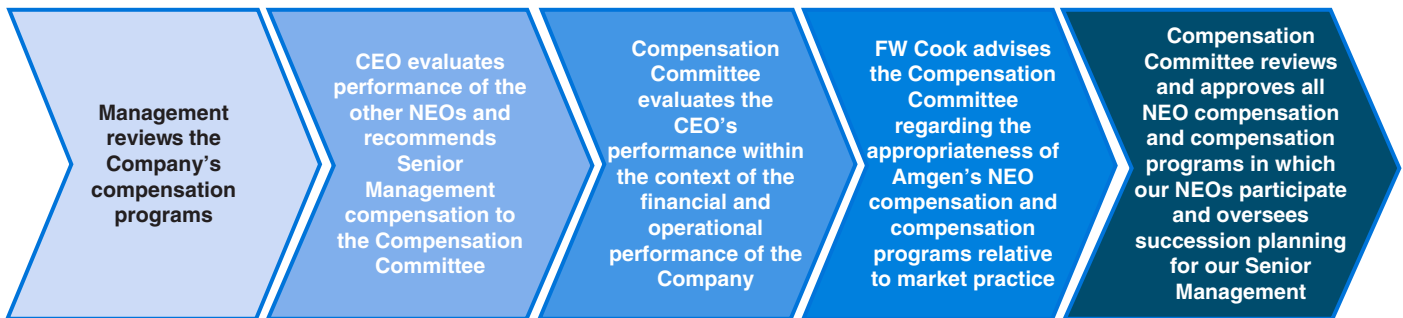 Management
reviews the
Company's
compensation
programs
CEO evaluates
performance of the
other NEOs and
recommends
Senior
Management
compensation to
the Compensation
Committee
Compensation
Committee
evaluates the
CEO's
performance within
the context of the
financial and
operational
performance of the
Company
FW Cook advises
the Compensation
Committee
regarding the
appropriateness of
Amgen's NEO
compensation and
compensation
programs relative
to market practice
Compensation
Committee reviews
and approves all
NEO compensation
and compensation
programs in which
our NEOs participate
and oversees
succession planning
for our Senior
Management